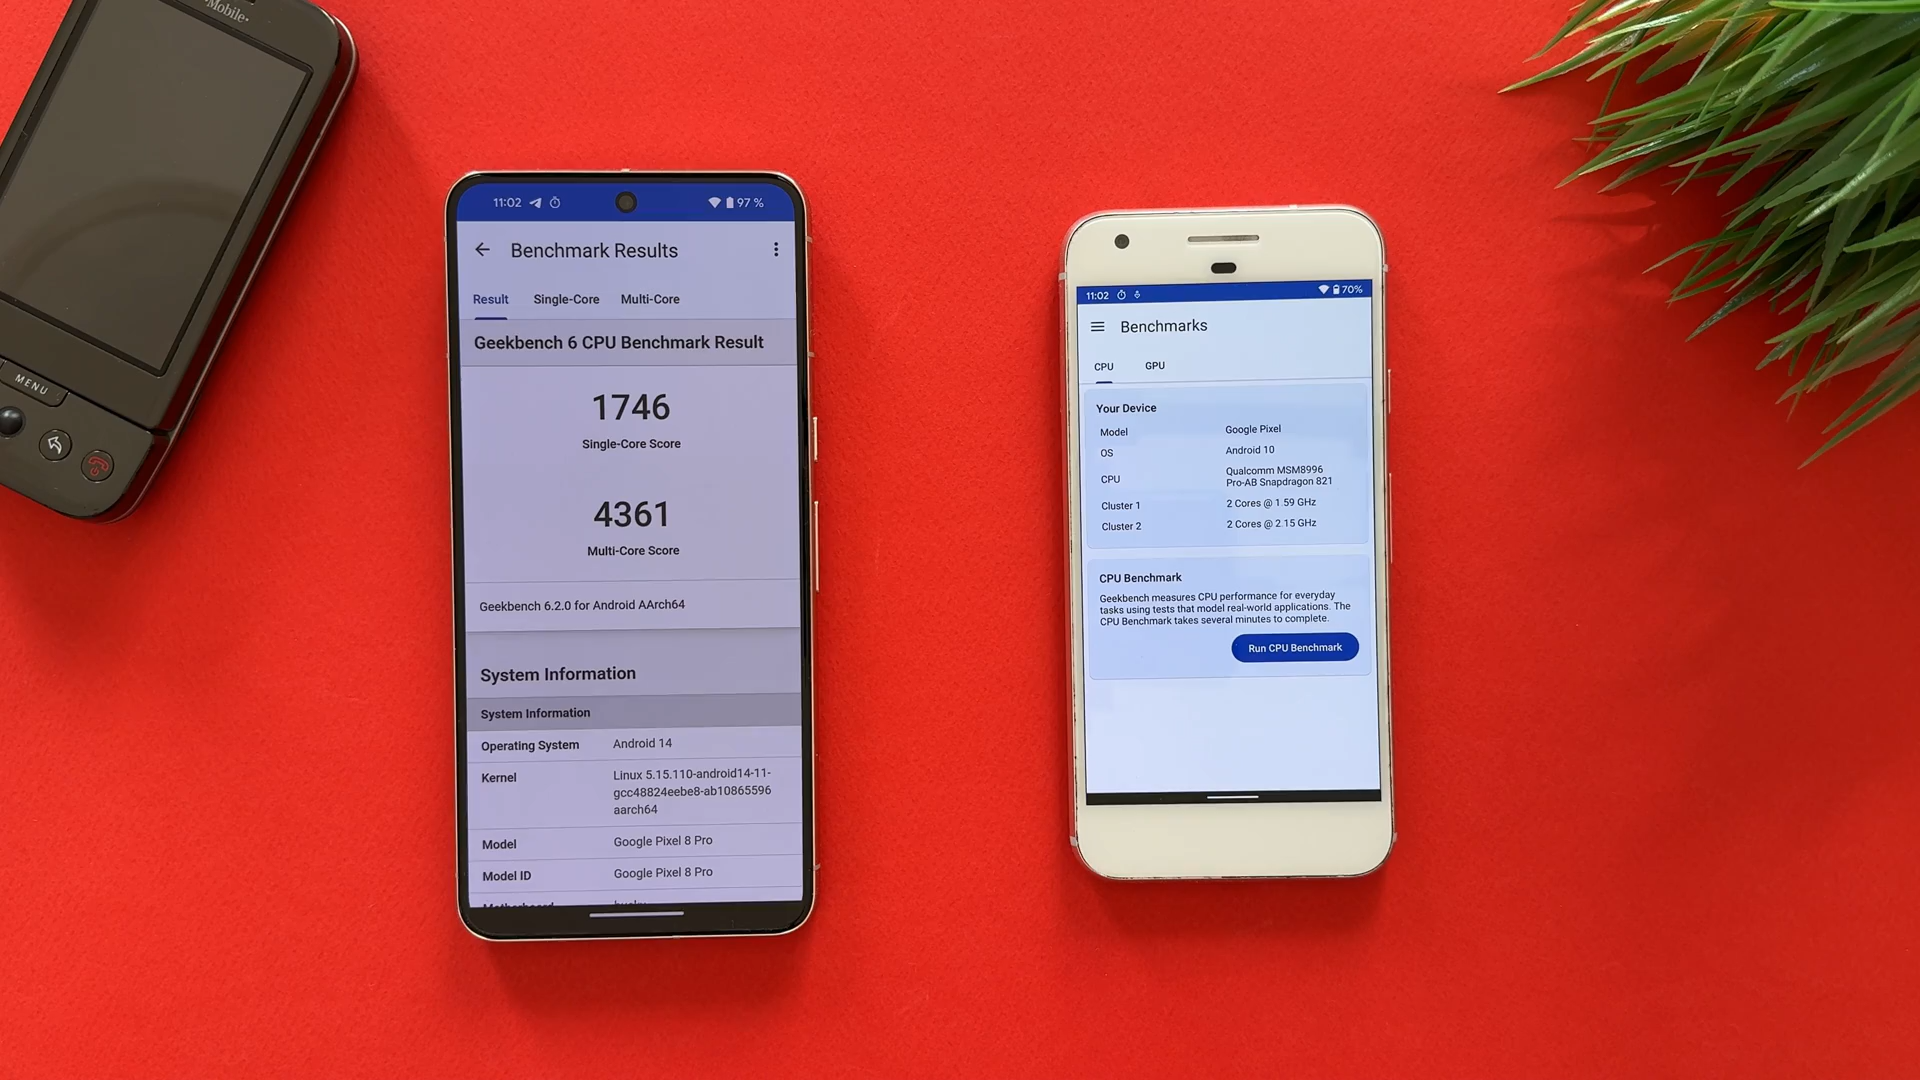 Mobile
MENU
11:02 97 %
Benchmark Results
Result Single-Core Multi-Core
Geekbench 6 CPU Benchmark Result
1746
Single-Core Score
4361
Multi-Core Score
Geekbench 6.2.0 for Android AArch64
System Information
System Information
Operating System Android 14
Kernel Linux 5.15.110-android14-11-
gcc48824eebe8-ab10865596
aarch64
Model Google Pixel 8 Pro
Model ID Google Pixel 8 Pro
11:02 70%
Benchmarks
CPU GPU
Your Device
Model Google Pixel
OS Android 10
CPU Qualcomm MSM8996
Pro-AB Snapdragon 821
Cluster 1 2 Cores @ 1.59 GHz
Cluster 2 2 Cores @ 2.15 GHz
CPU Benchmark
Geekbench measures CPU performance for everyday
tasks using tests that model real-world applications. The
CPU Benchmark takes several minutes to complete.
Run CPU Benchmark